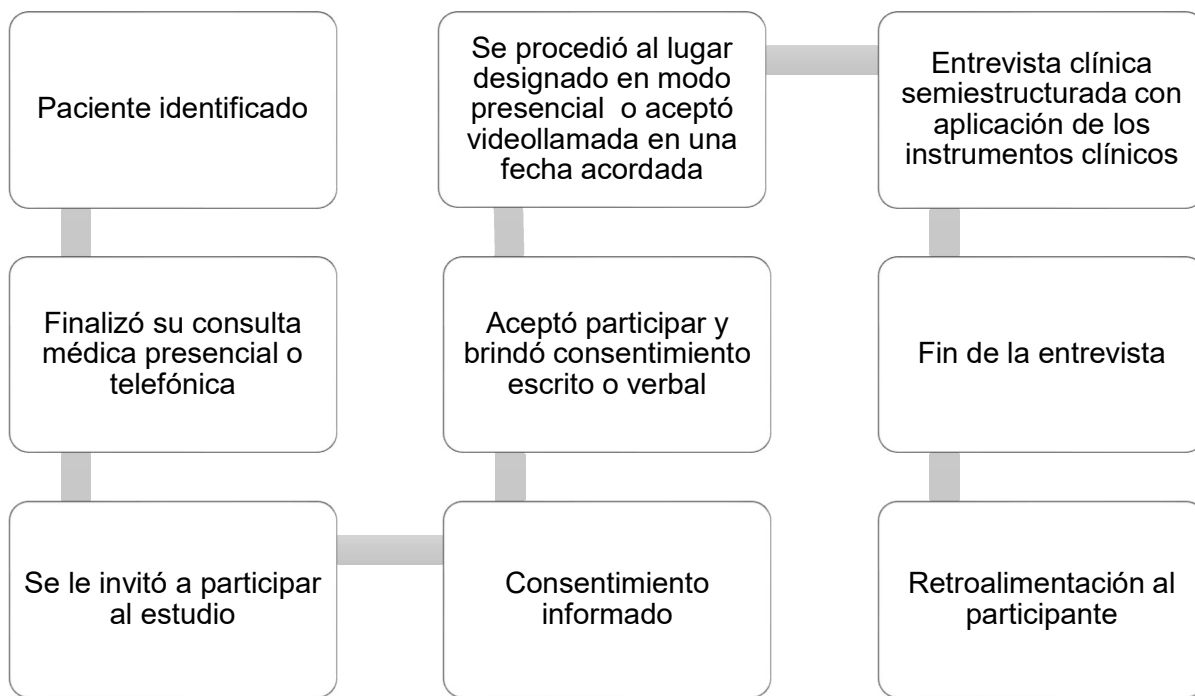 Paciente identificado
Finalizó su consulta
médica presencial o
telefónica
Se le invitó a participar
al estudio
Consentimiento
informado
Aceptó participar y
brindó consentimiento
escrito o verbal
Se procedió al lugar
designado en modo
presencial o aceptó
videollamada en una
fecha acordada
Entrevista clínica
semiestructurada con
aplicación de los
instrumentos clínicos
Fin de la entrevista
Retroalimentación al
participante